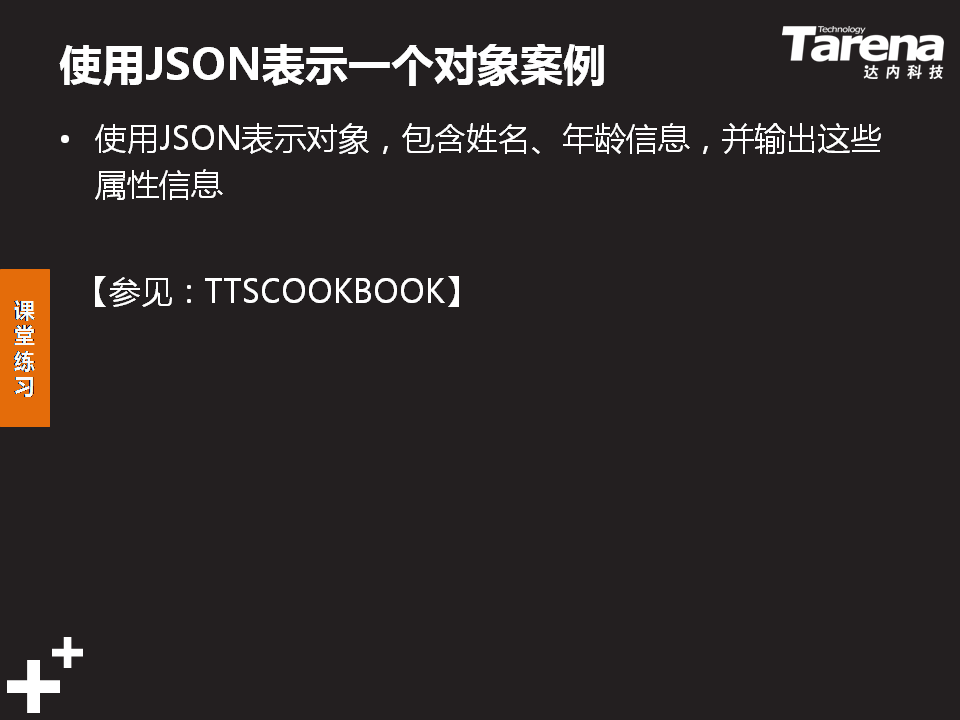 使用JSON表示一个对象案例
Technology
Tarena
达内科技
• 使用JSON表示对象，包含姓名、年龄信息，并输出这些
属性信息
【参见：TTSCOOKBOOK】
课
堂
练
习